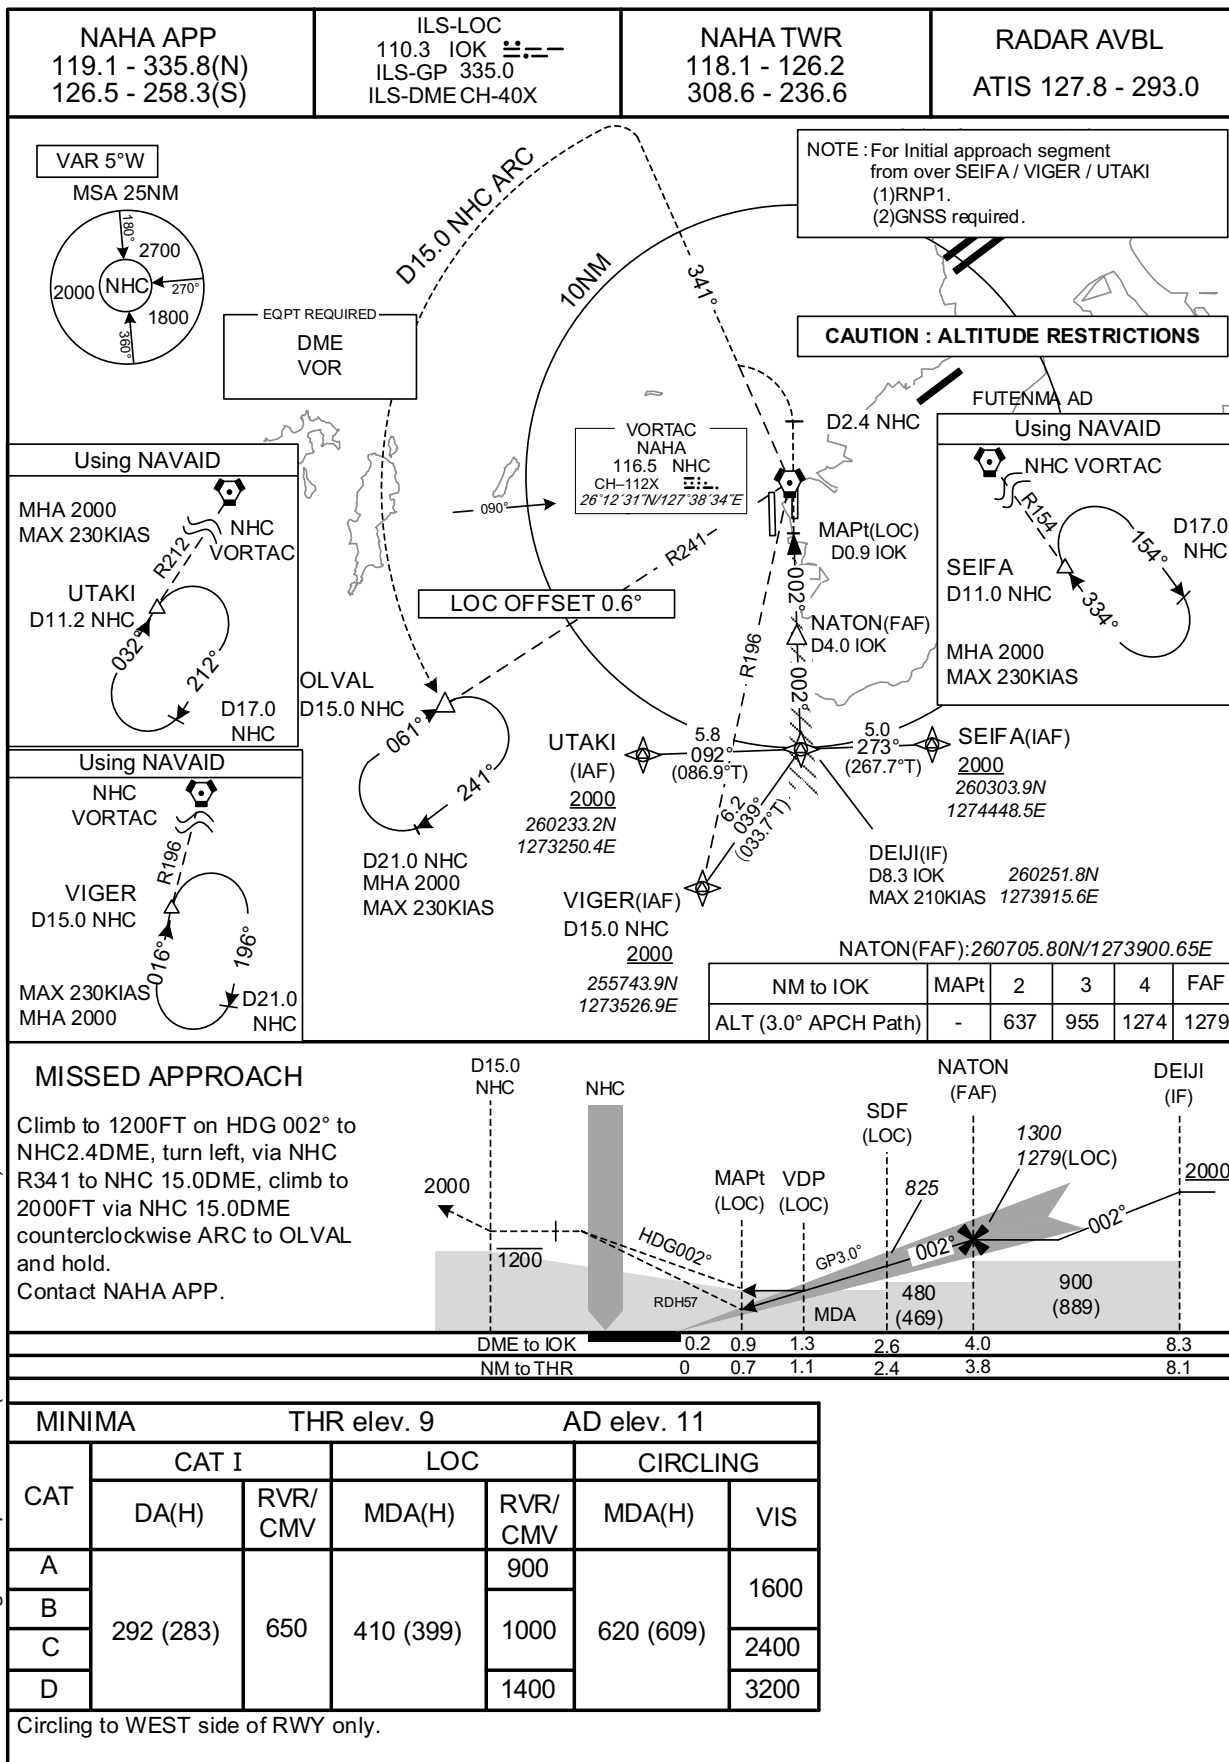 NAHA APP
119.1 - 335.8(N)
126.5 - 258.3(S)
ILS-LOC
110.3 IOK
ILS-GP 335.0
ILS-DME CH-40X
NAHA TWR
118.1 - 126.2
308.6 - 236.6
RADAR AVBL
ATIS 127.8 - 293.0
VAR 5°W
MSA 25NM
180°
2700
2000
NHC
270°
1800
360°
D15.0 NHC ARC
10NM
341°
NOTE : For Initial approach segment
from over SEIFA / VIGER / UTAKI
(1)RNP1.
(2)GNSS required.
EQPT REQUIRED
DME
VOR
CAUTION : ALTITUDE RESTRICTIONS
FUTENMA AD
D2.4 NHC
VORTAC
NAHA
116.5 NHC
CH–112X
26°12'31"N/127°38'34"E
090°
R241
MAPt(LOC)
D0.9 IOK
002°
LOC OFFSET 0.6°
NATON(FAF)
D4.0 IOK
002°
R196
Using NAVAID
MHA 2000
MAX 230KIAS
NHC
VORTAC
R212
UTAKI
D11.2 NHC
032°
212°
D17.0
NHC
Using NAVAID
NHC VORTAC
R154
154°
D17.0
NHC
SEIFA
D11.0 NHC
334°
MHA 2000
MAX 230KIAS
OLVAL
D15.0 NHC
061°
241°
D21.0 NHC
MHA 2000
MAX 230KIAS
UTAKI
(IAF)
2000
260233.2N
1273250.4E
5.8
092°
(086.9°T)
5.0
273°
(267.7°T)
SEIFA(IAF)
2000
260303.9N
1274448.5E
6.2
039°
(033.7°T)
DEIJI(IF)
D8.3 IOK
MAX 210KIAS
260251.8N
1273915.6E
VIGER(IAF)
D15.0 NHC
2000
255743.9N
1273526.9E
Using NAVAID
NHC
VORTAC
R196
VIGER
D15.0 NHC
016°
196°
MAX 230KIAS
MHA 2000
D21.0
NHC
NATON(FAF):260705.80N/1273900.65E
NM to IOK MAPt 2 3 4 FAF
ALT (3.0° APCH Path) - 637 955 1274 1279
MISSED APPROACH
Climb to 1200FT on HDG 002° to
NHC2.4DME, turn left, via NHC
R341 to NHC 15.0DME, climb to
2000FT via NHC 15.0DME
counterclockwise ARC to OLVAL
and hold.
Contact NAHA APP.
D15.0
NHC
NHC
NATON
(FAF)
DEIJI
(IF)
SDF
(LOC)
1300
1279(LOC)
2000
MAPt
(LOC)
VDP
(LOC)
825
2000
1200
HDG002°
GP3.0°
002°
002°
RDH57
MDA
480
(469)
900
(889)
DME to IOK 0.2 0.9 1.3 2.6 4.0 8.3
NM to THR 0 0.7 1.1 2.4 3.8 8.1
MINIMA THR elev. 9 AD elev. 11
CAT CAT I LOC CIRCLING
DA(H) RVR/CMV MDA(H) RVR/CMV MDA(H) VIS
A 292 (283) 650 410 (399) 900 620 (609) 1600
B 1000
C 2400
D 1400 3200
Circling to WEST side of RWY only.